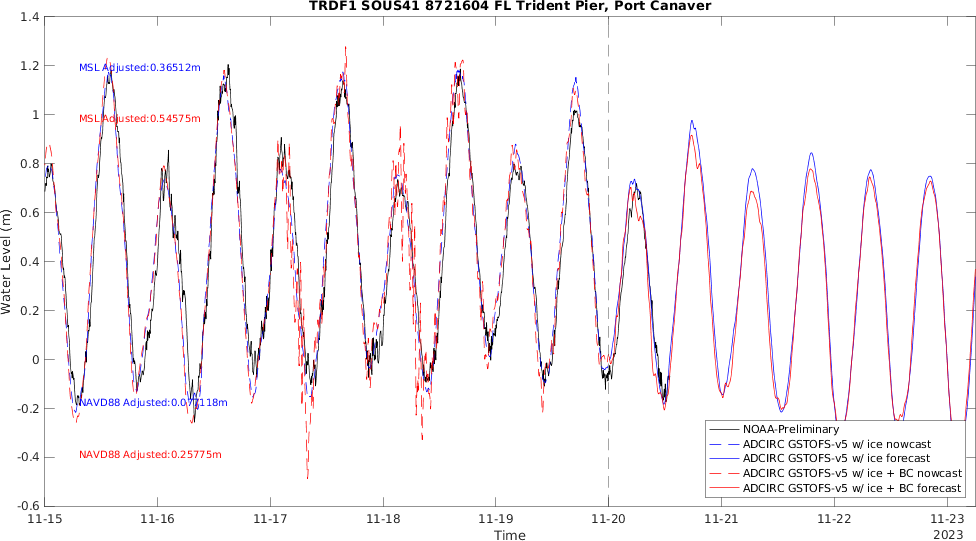 TRDF1 SOUS41 8721604 FL Trident Pier, Port Canaver
Water Level (m)
1.4
1.2
1
0.8
0.6
0.4
0.2
0
-0.2
-0.4
-0.6
MSL Adjusted:0.36512m
MSL Adjusted:0.54575m
NAVD88 Adjusted:0.077118m
NAVD88 Adjusted:0.25775m
NOAA-Preliminary
ADCIRC GSTOFS-v5 w/ ice nowcast
ADCIRC GSTOFS-v5 w/ ice forecast
ADCIRC GSTOFS-v5 w/ ice + BC nowcast
ADCIRC GSTOFS-v5 w/ ice + BC forecast
11-15 11-16 11-17 11-18 11-19 11-20 11-21 11-22 11-23
Time
2023